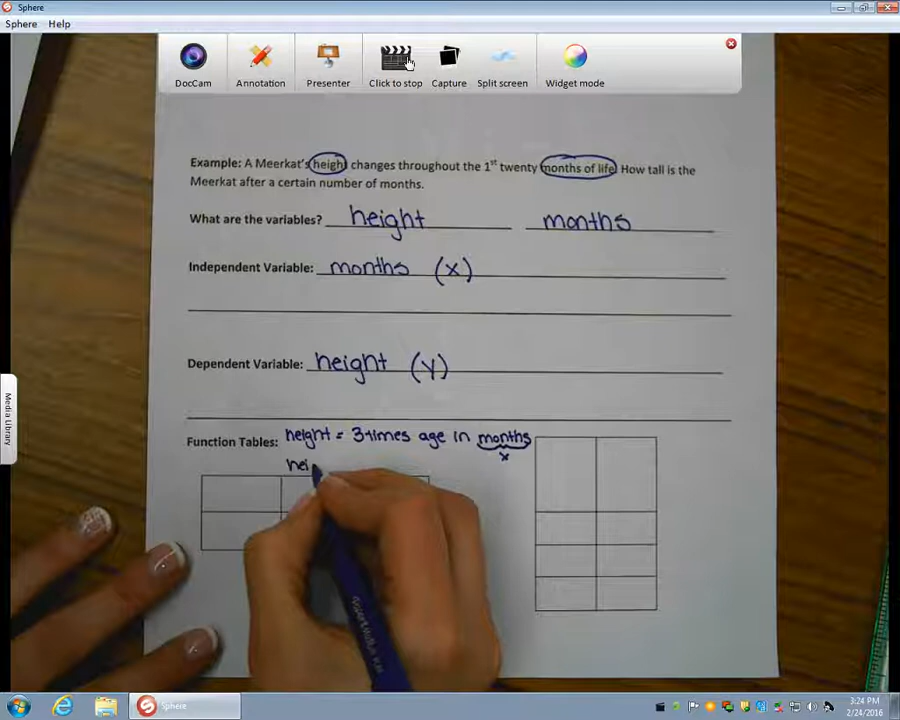 Sphere
Sphere Help
DocCam Annotation Presenter Click to stop Capture Split screen Widget mode
Example: A Meerkat's height changes throughout the 1st twenty months of life. How tall is the
Meerkat after a certain number of months.
What are the variables? height months
Independent Variable: months (x)
Dependent Variable: height (y)
Function Tables: height = 3 times age in months
x
hei
Media Library
Sphere
3:24 PM
2/24/2016